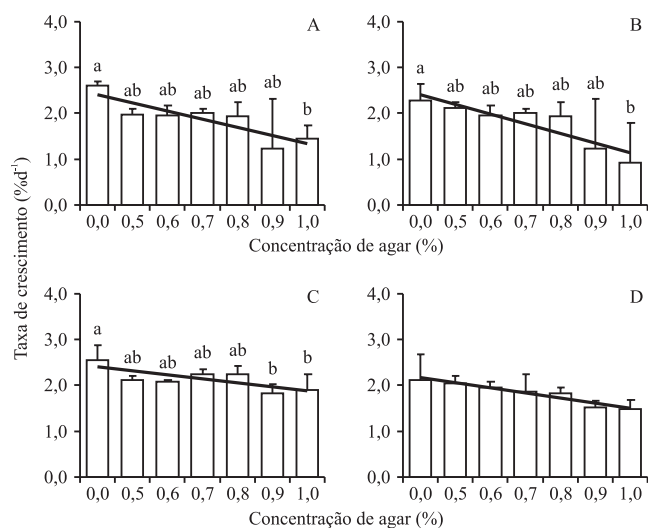 A
4,0
3,0
2,0
1,0
0,0
a
ab
ab
ab
ab
ab
b
0,0 0,5 0,6 0,7 0,8 0,9 1,0
Concentração de agar (%)
B
4,0
3,0
2,0
1,0
0,0
a
ab
ab
ab
ab
ab
b
0,0 0,5 0,6 0,7 0,8 0,9 1,0
Taxa de crescimento (%d⁻¹)
C
4,0
3,0
2,0
1,0
0,0
a
ab
ab
ab
ab
b
b
0,0 0,5 0,6 0,7 0,8 0,9 1,0
Concentração de agar (%)
D
4,0
3,0
2,0
1,0
0,0
0,0 0,5 0,6 0,7 0,8 0,9 1,0